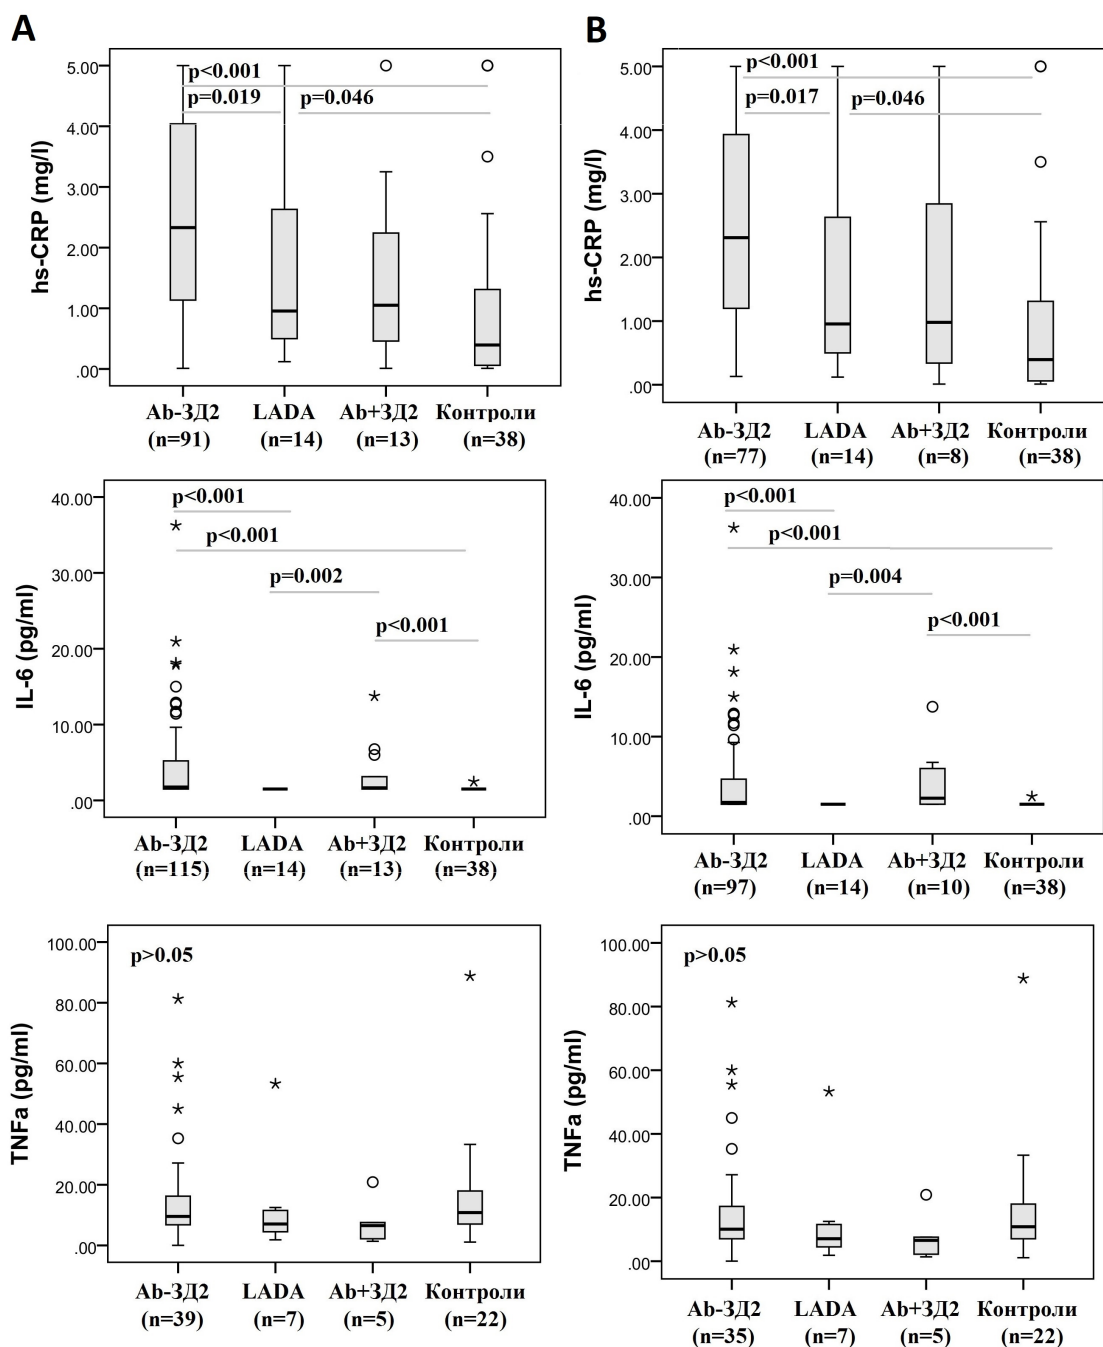 A
hs-CRP (mg/l)
5.00
4.00
3.00
2.00
1.00
.00
p<0.001
p=0.019
p=0.046
Ab-ЗД2 LADA Ab+ЗД2 Контроли
(n=91) (n=14) (n=13) (n=38)
B
hs-CRP (mg/l)
5.00
4.00
3.00
2.00
1.00
.00
p<0.001
p=0.017
p=0.046
Ab-ЗД2 LADA Ab+ЗД2 Контроли
(n=77) (n=14) (n=8) (n=38)
IL-6 (pg/ml)
40.00
30.00
20.00
10.00
.00
p<0.001
p<0.001
p=0.002
p<0.001
Ab-ЗД2 LADA Ab+ЗД2 Контроли
(n=115) (n=14) (n=13) (n=38)
IL-6 (pg/ml)
40.00
30.00
20.00
10.00
.00
p<0.001
p<0.001
p=0.004
p<0.001
Ab-ЗД2 LADA Ab+ЗД2 Контроли
(n=97) (n=14) (n=10) (n=38)
TNFa (pg/ml)
100.00
80.00
60.00
40.00
20.00
.00
p>0.05
Ab-ЗД2 LADA Ab+ЗД2 Контроли
(n=39) (n=7) (n=5) (n=22)
TNFa (pg/ml)
100.00
80.00
60.00
40.00
20.00
.00
p>0.05
Ab-ЗД2 LADA Ab+ЗД2 Контроли
(n=35) (n=7) (n=5) (n=22)